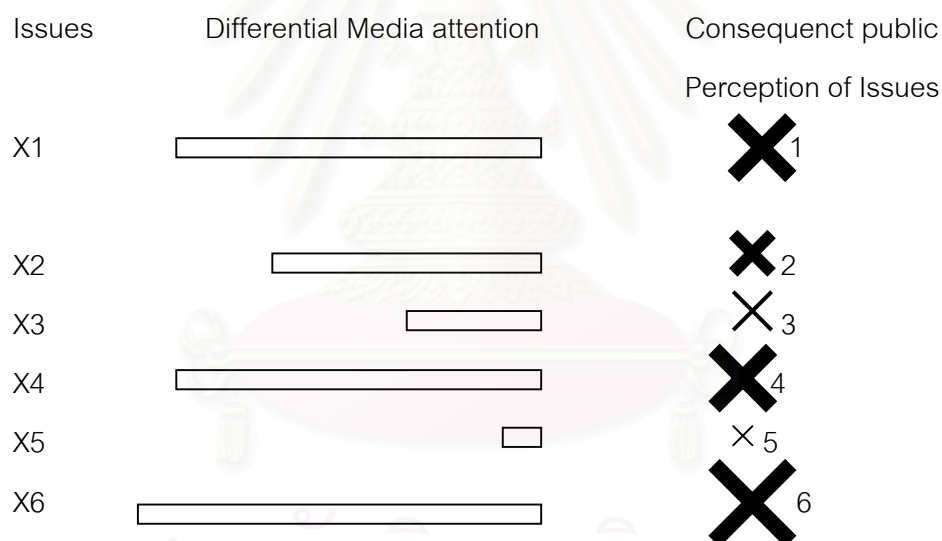 Issues Differential Media attention Consequenct public
Perception of Issues
X1 1
X2 2
X3 3
X4 4
X5 5
X6 6